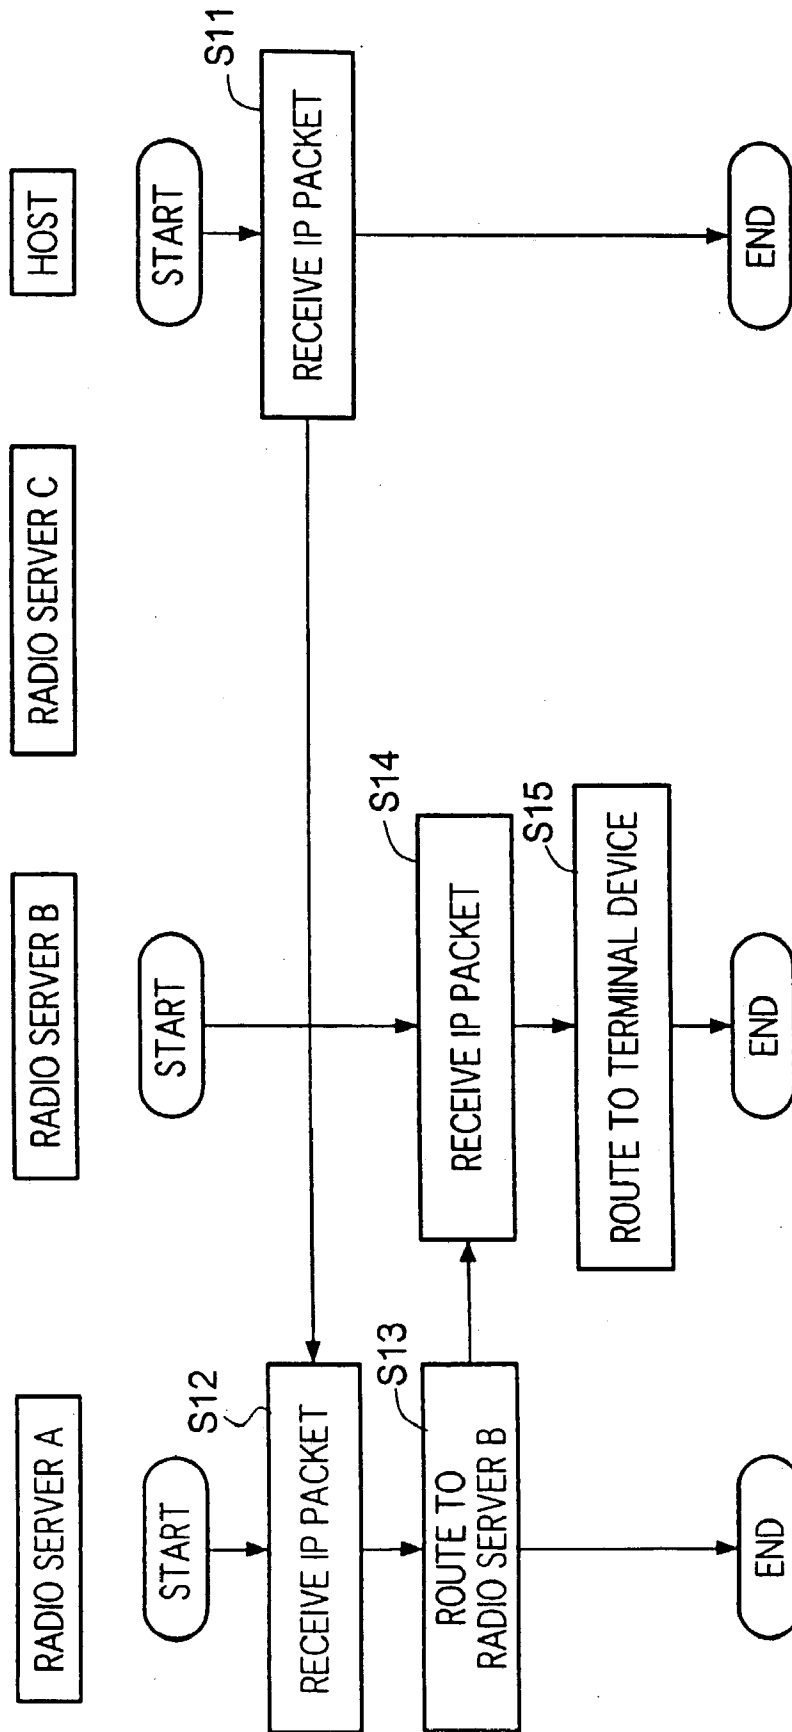 RADIO SERVER A
RADIO SERVER B
RADIO SERVER C
HOST
START
START
START
S11
RECEIVE IP PACKET
S12
RECEIVE IP PACKET
S13
ROUTE TO
RADIO SERVER B
S14
RECEIVE IP PACKET
S15
ROUTE TO TERMINAL DEVICE
END
END
END